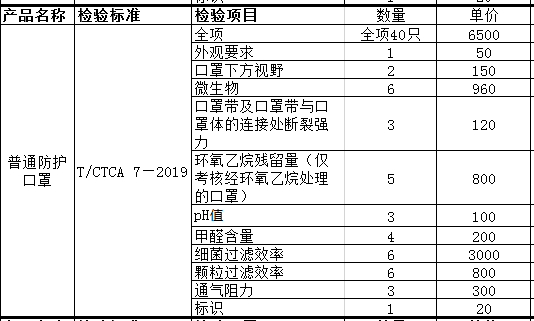 产品名称 检验标准 检验项目 数量 单价
全项 全项40只 6500
外观要求 1 50
口罩下方视野 2 150
微生物 6 960
口罩带及口罩带与口
罩体的连接处断裂强
力 3 120
普通防护
口罩
T/CTCA 7－2019
环氧乙烷残留量（仅
考核经环氧乙烷处理
的口罩） 5 800
pH值 3 100
甲醛含量 4 200
细菌过滤效率 6 3000
颗粒过滤效率 6 800
通气阻力 3 300
标识 1 20